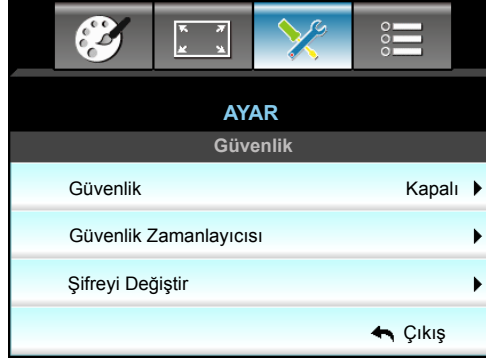 AYAR
Güvenlik
Güvenlik Kapalı
Güvenlik Zamanlayıcısı
Şifreyi Değiştir
Çıkış